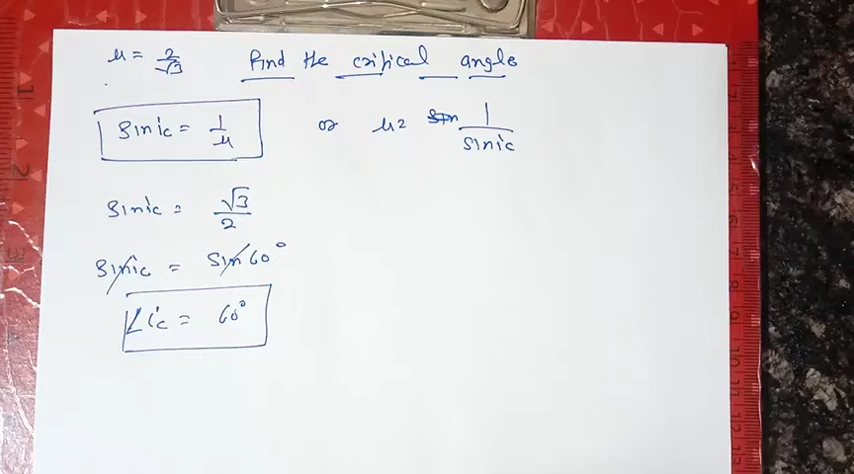 μ = 2/√3 Find the critical angle
sin ic = 1/μ or μ = 1/sin ic
sin ic = √3/2
sin ic = sin 60°
∠ic = 60°